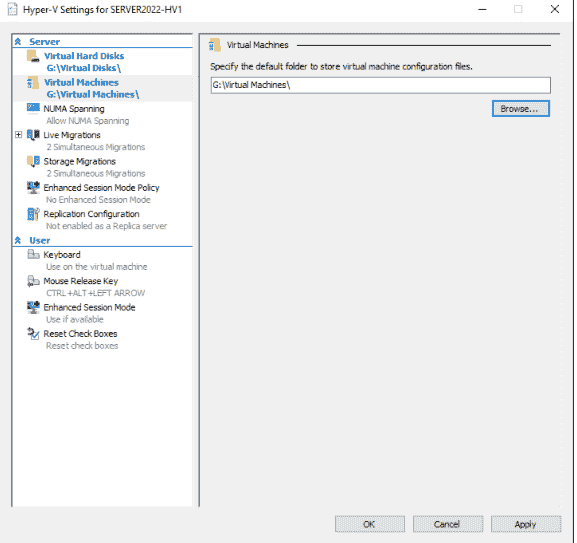 Hyper-V Settings for SERVER2022-HV1
Server
Virtual Hard Disks
G:\Virtual Disks\
Virtual Machines
G:\Virtual Machines\
NUMA Spanning
Allow NUMA Spanning
Live Migrations
2 Simultaneous Migrations
Storage Migrations
2 Simultaneous Migrations
Enhanced Session Mode Policy
No Enhanced Session Mode
Replication Configuration
Not enabled as a Replica server
User
Keyboard
Use on the virtual machine
Mouse Release Key
CTRL+ALT+LEFT ARROW
Enhanced Session Mode
Use if available
Reset Check Boxes
Reset check boxes
Virtual Machines
Specify the default folder to store virtual machine configuration files.
G:\Virtual Machines\
Browse...
OK
Cancel
Apply